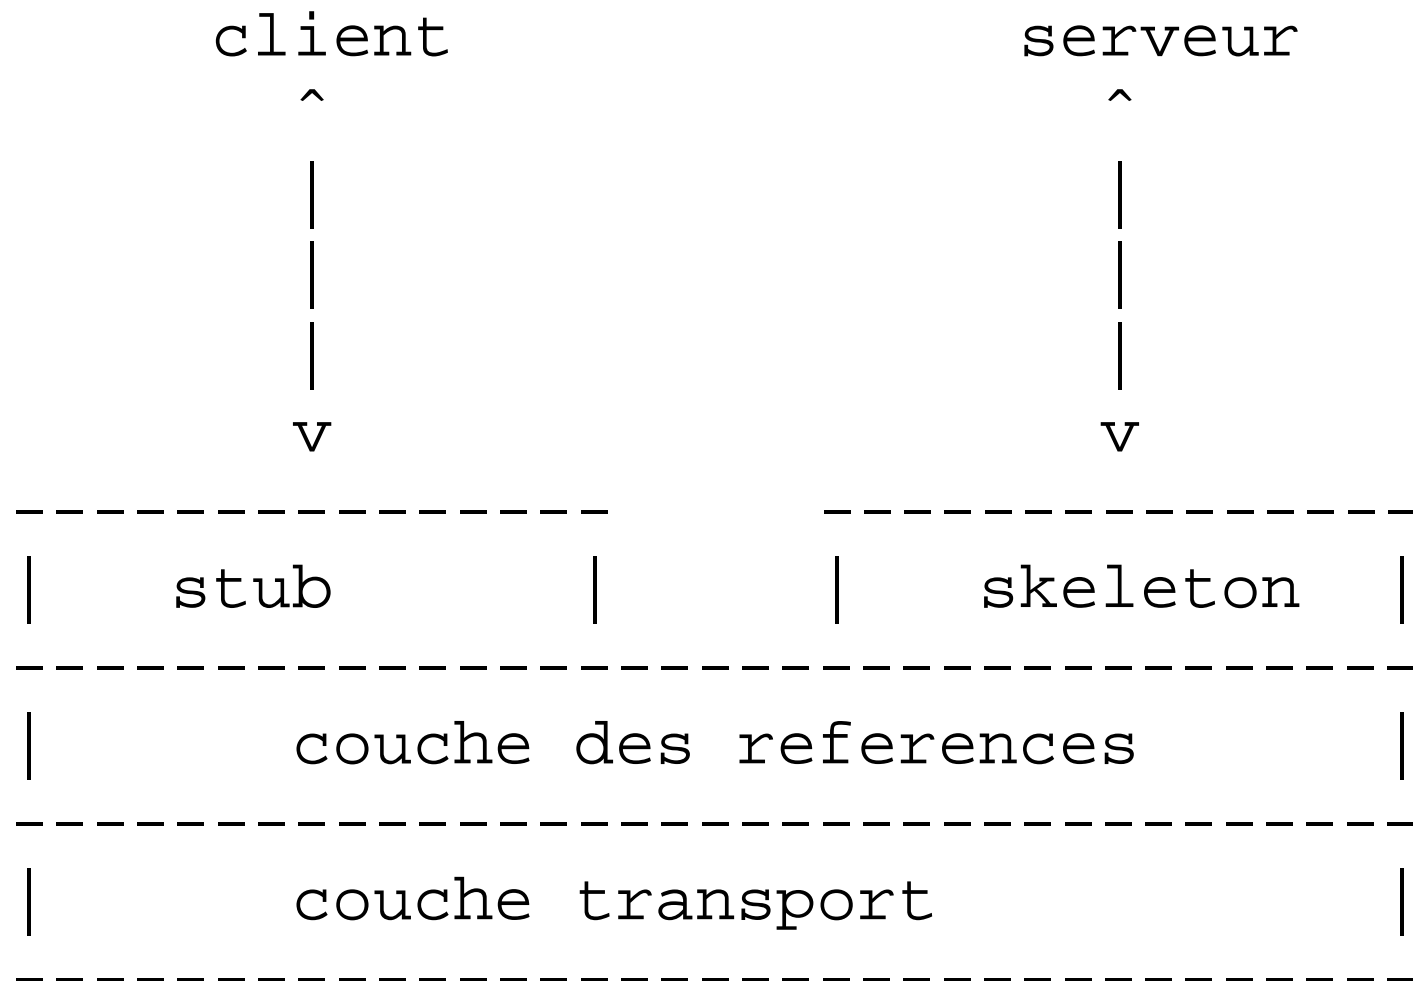 client                serveur
^                     ^
|                     |
|                     |
|                     |
v                     v
---------------     ---------------
|   stub      |     |   skeleton  |
-----------------------------------
|      couche des references      |
-----------------------------------
|      couche transport           |
-----------------------------------